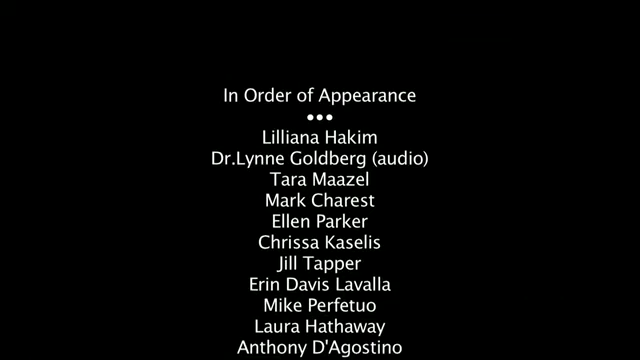 In Order of Appearance
•••
Lilliana Hakim
Dr.Lynne Goldberg (audio)
Tara Maazel
Mark Charest
Ellen Parker
Chrissa Kaselis
Jill Tapper
Erin Davis Lavalla
Mike Perfetuo
Laura Hathaway
Anthony D'Agostino